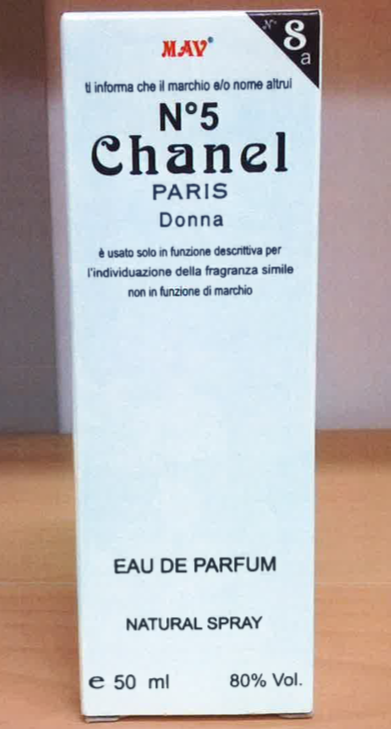 MAV®
N° 8
a
ti informa che il marchio e/o nome altrui
N°5
Chanel
PARIS
Donna
è usato solo in funzione descrittiva per
l'individuazione della fragranza simile
non in funzione di marchio
EAU DE PARFUM
NATURAL SPRAY
e 50 ml 80% Vol.